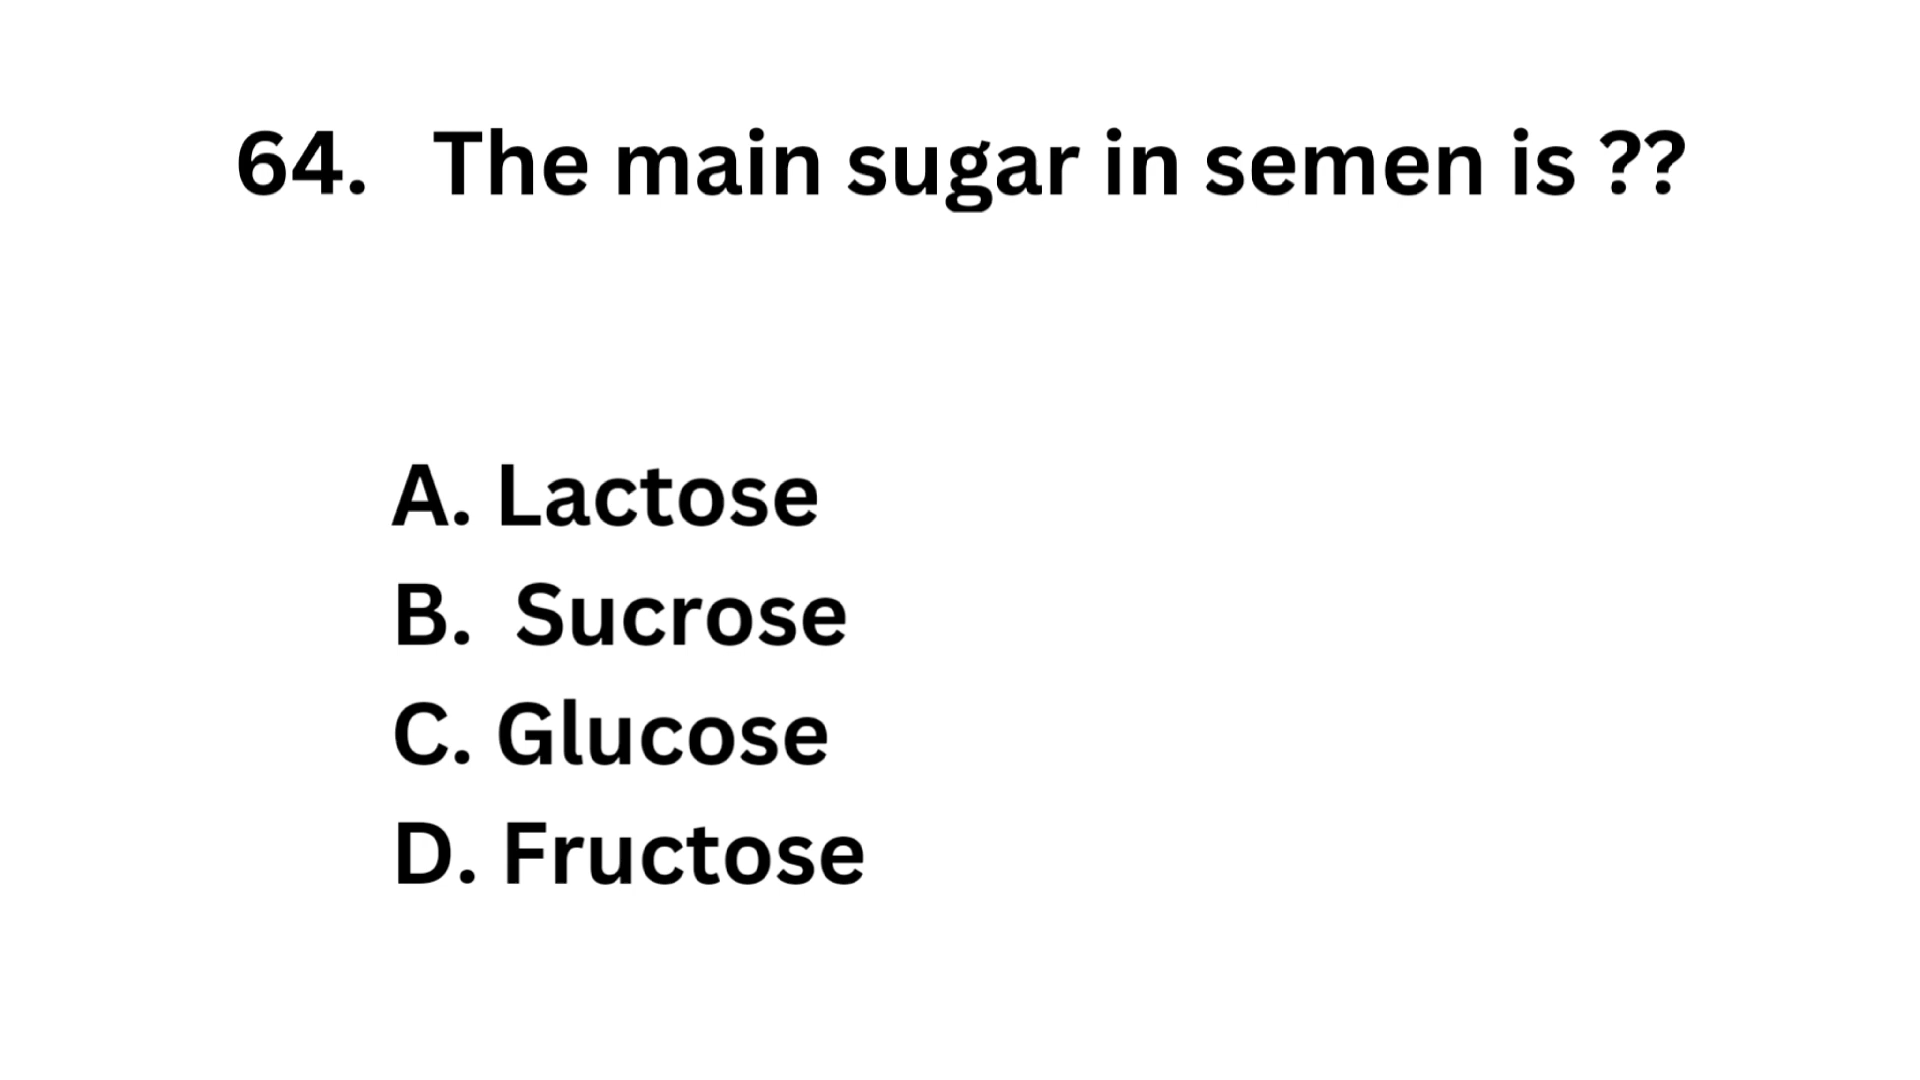 64. The main sugar in semen is ??
A. Lactose
B. Sucrose
C. Glucose
D. Fructose